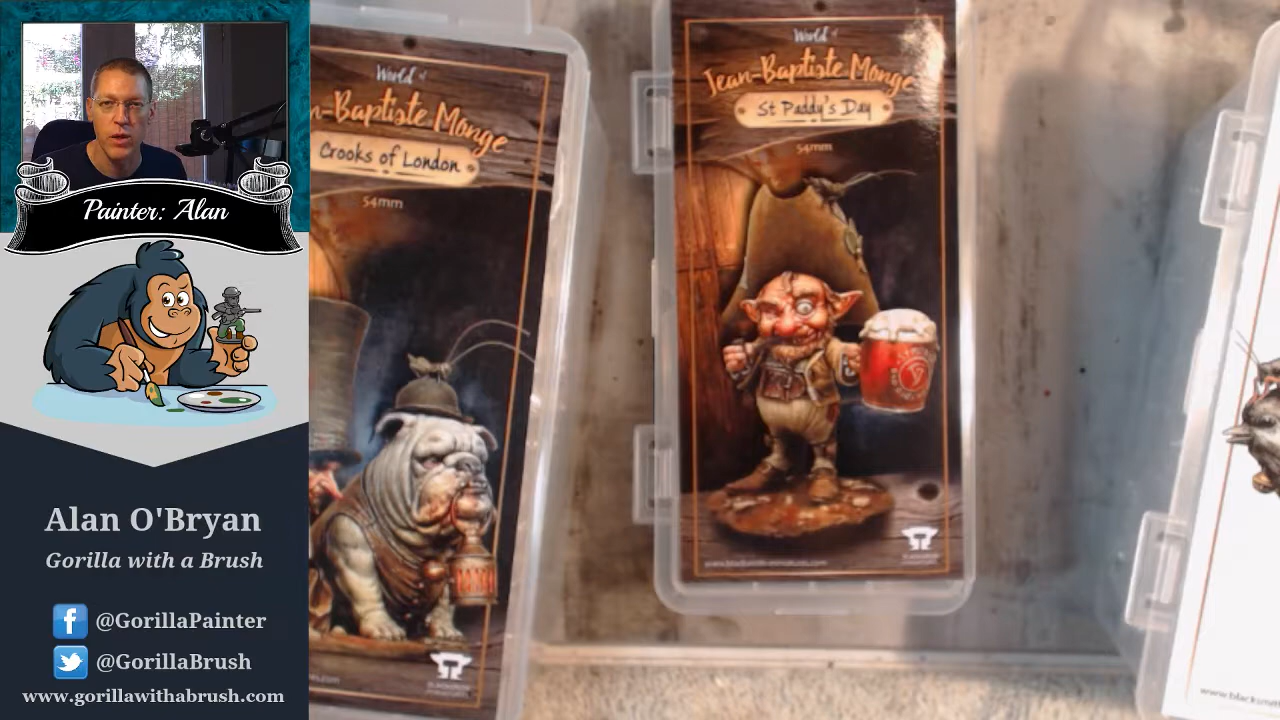 Painter: Alan
Alan O'Bryan
Gorilla with a Brush
@GorillaPainter
@GorillaBrush
www.gorillawithabrush.com
World of
n-Baptiste Monge
Crooks of London
54mm
World of
Jean-Baptiste Monge
St Paddy's Day
54mm